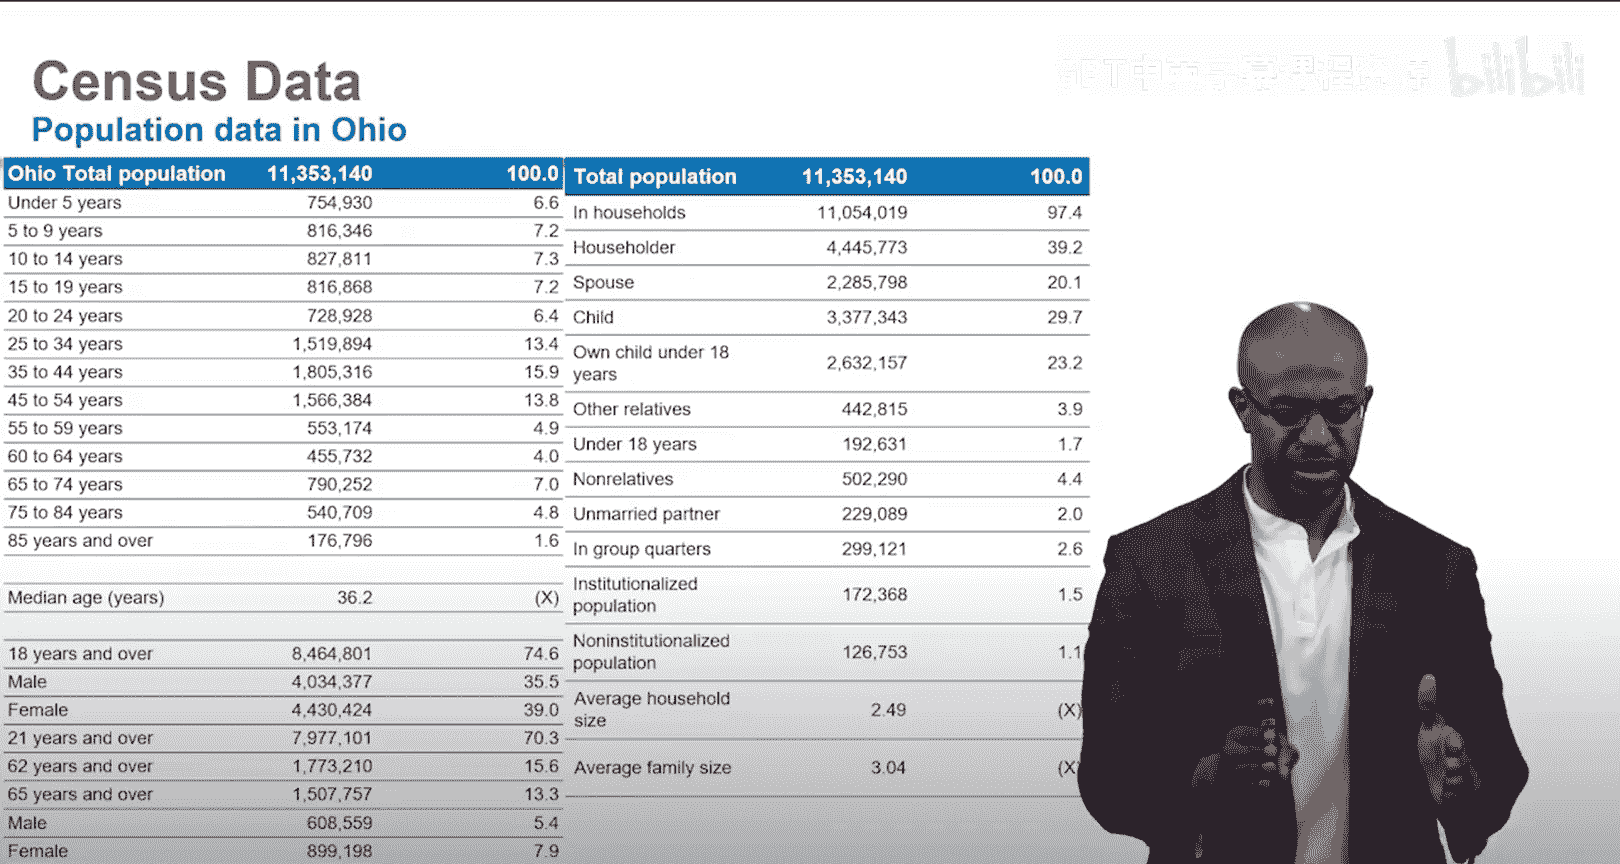 bilibili
Census Data
Population data in Ohio
Ohio Total population 11,353,140 100.0
Under 5 years 754,930 6.6
5 to 9 years 816,346 7.2
10 to 14 years 827,811 7.3
15 to 19 years 816,868 7.2
20 to 24 years 728,928 6.4
25 to 34 years 1,519,894 13.4
35 to 44 years 1,805,316 15.9
45 to 54 years 1,566,384 13.8
55 to 59 years 553,174 4.9
60 to 64 years 455,732 4.0
65 to 74 years 790,252 7.0
75 to 84 years 540,709 4.8
85 years and over 176,796 1.6
Median age (years) 36.2 (X)
18 years and over 8,464,801 74.6
Male 4,034,377 35.5
Female 4,430,424 39.0
21 years and over 7,977,101 70.3
62 years and over 1,773,210 15.6
65 years and over 1,507,757 13.3
Male 608,559 5.4
Female 899,198 7.9
Total population 11,353,140 100.0
In households 11,054,019 97.4
Householder 4,445,773 39.2
Spouse 2,285,798 20.1
Child 3,377,343 29.7
Own child under 18
years 2,632,157 23.2
Other relatives 442,815 3.9
Under 18 years 192,631 1.7
Nonrelatives 502,290 4.4
Unmarried partner 229,089 2.0
In group quarters 299,121 2.6
Institutionalized
population 172,368 1.5
Noninstitutionalized
population 126,753 1.1
Average household
size 2.49 (X)
Average family size 3.04 (X)